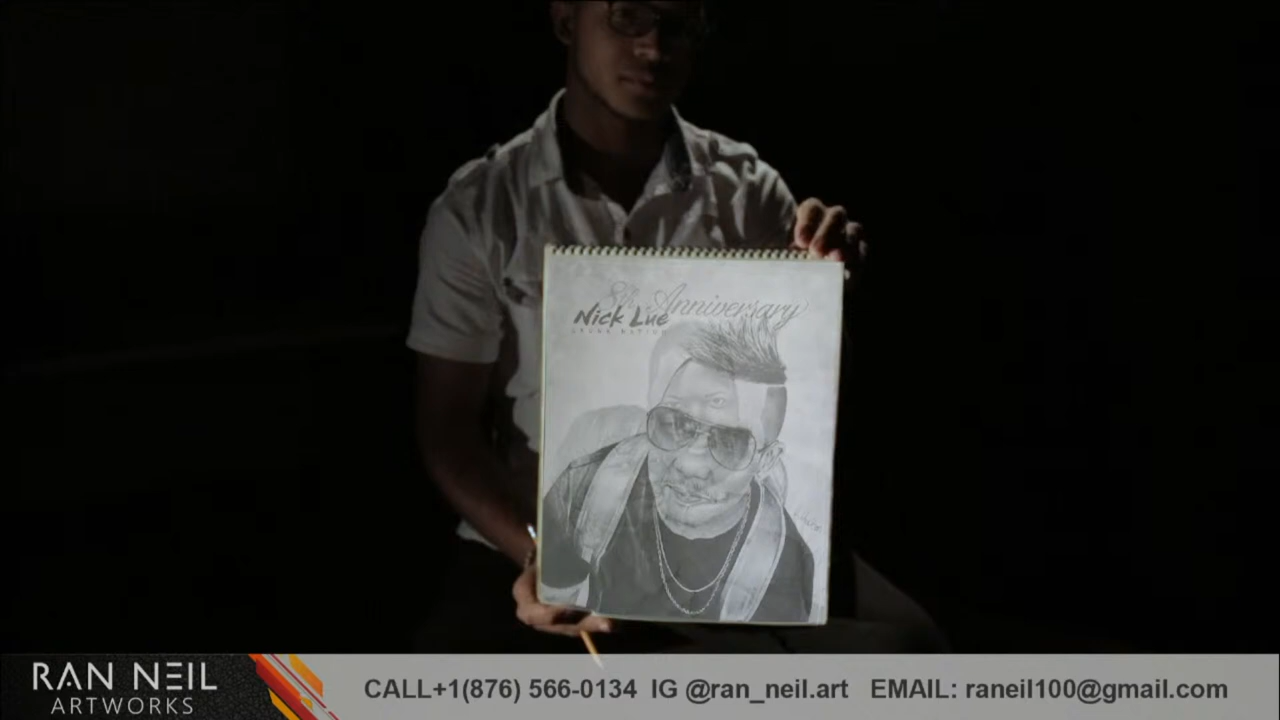 8th Anniversary
Nick Lue
RAN NEIL
ARTWORKS
CALL+1(876) 566-0134 IG @ran_neil.art EMAIL: raneil100@gmail.com